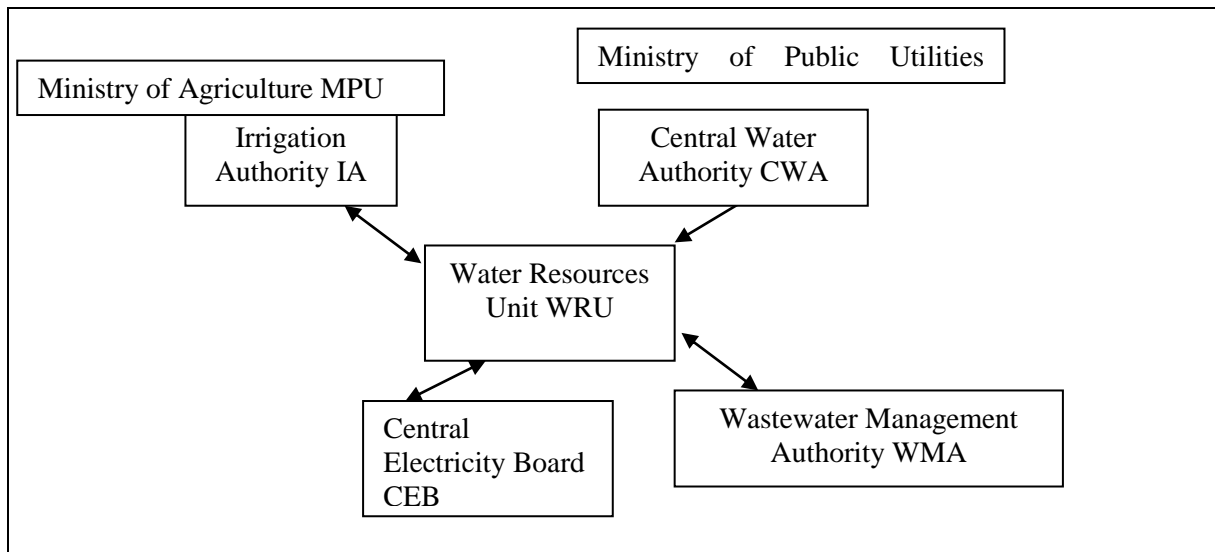 Ministry of Public Utilities
Ministry of Agriculture MPU
Irrigation
Authority IA
Central Water
Authority CWA
Water Resources
Unit WRU
Central
Electricity Board
CEB
Wastewater Management
Authority WMA